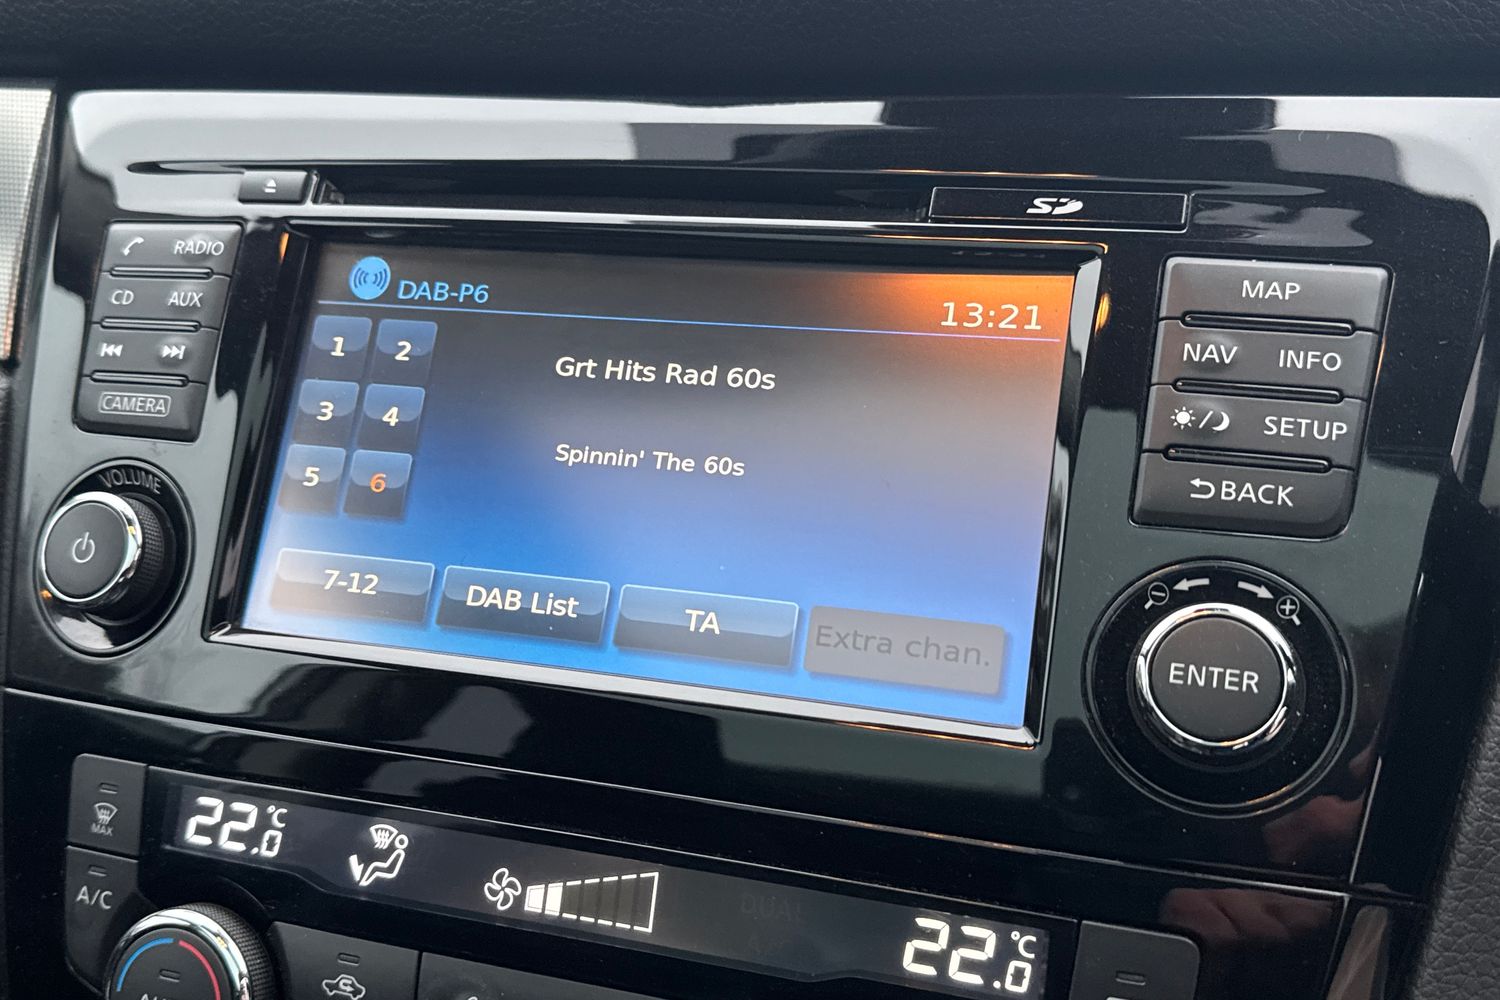 SD
RADIO
CD AUX
CAMERA
VOLUME
DAB-P6
13:21
1 2
3 4
5 6
Grt Hits Rad 60s
Spinnin' The 60s
7-12
DAB List
TA
Extra chan.
MAP
NAV INFO
SETUP
BACK
ENTER
MAX
A/C
22.0 °C
DUAL
22.0 °C